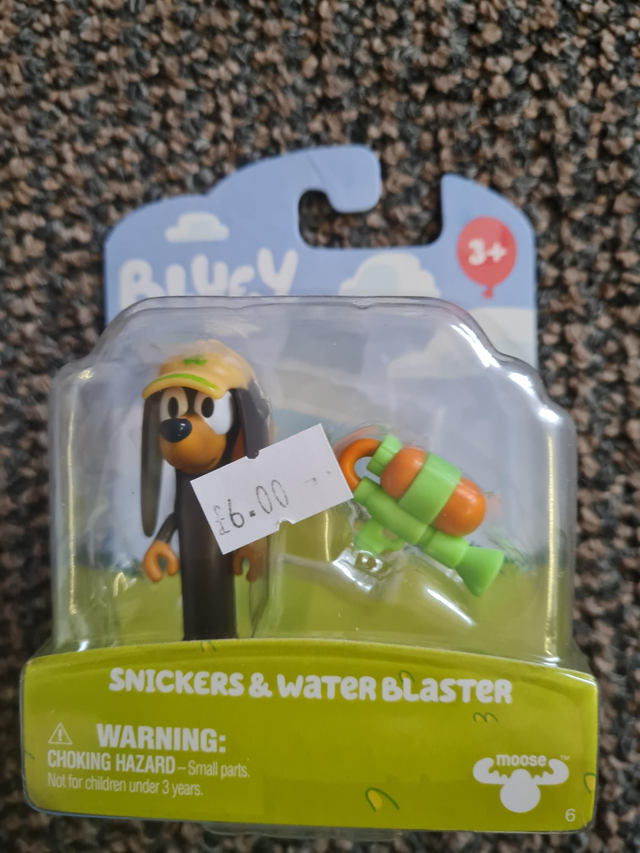 BLUEY
3+
£6.00
SNICKERS & WATER BLASTER
WARNING:
CHOKING HAZARD – Small parts.
Not for children under 3 years.
moose™
6